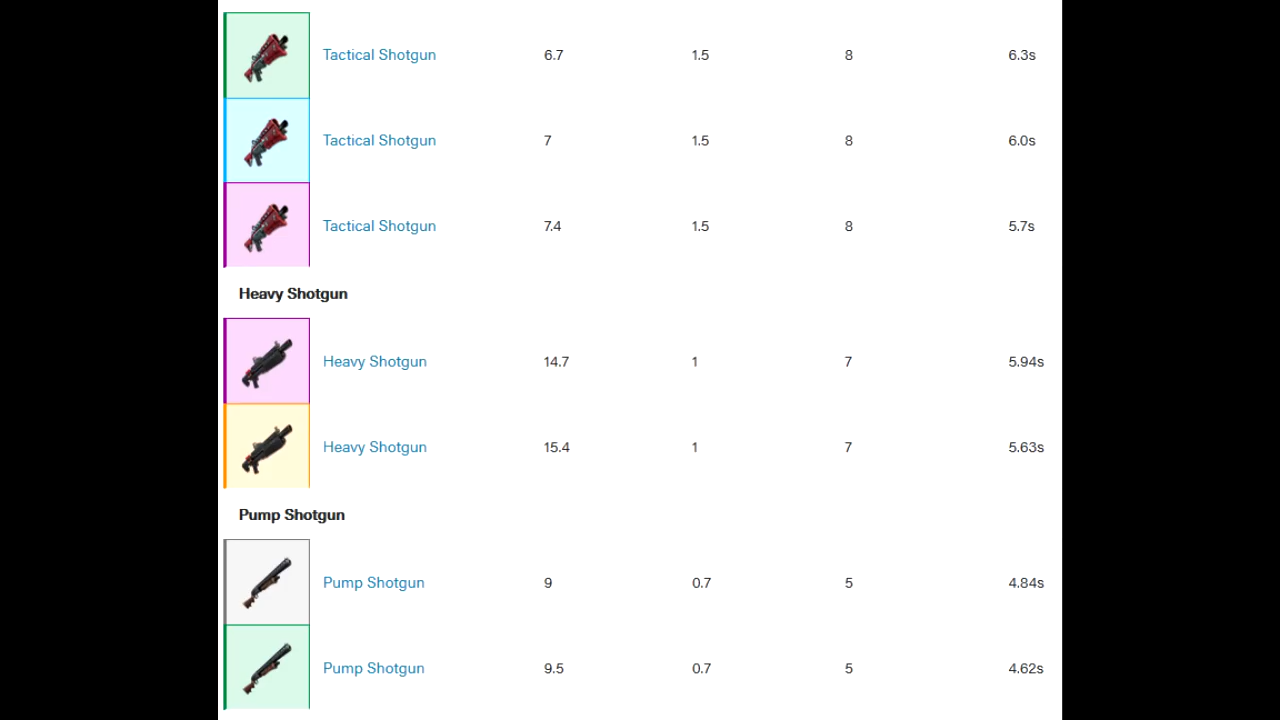 Tactical Shotgun 6.7 1.5 8 6.3s
Tactical Shotgun 7 1.5 8 6.0s
Tactical Shotgun 7.4 1.5 8 5.7s
Heavy Shotgun
Heavy Shotgun 14.7 1 7 5.94s
Heavy Shotgun 15.4 1 7 5.63s
Pump Shotgun
Pump Shotgun 9 0.7 5 4.84s
Pump Shotgun 9.5 0.7 5 4.62s